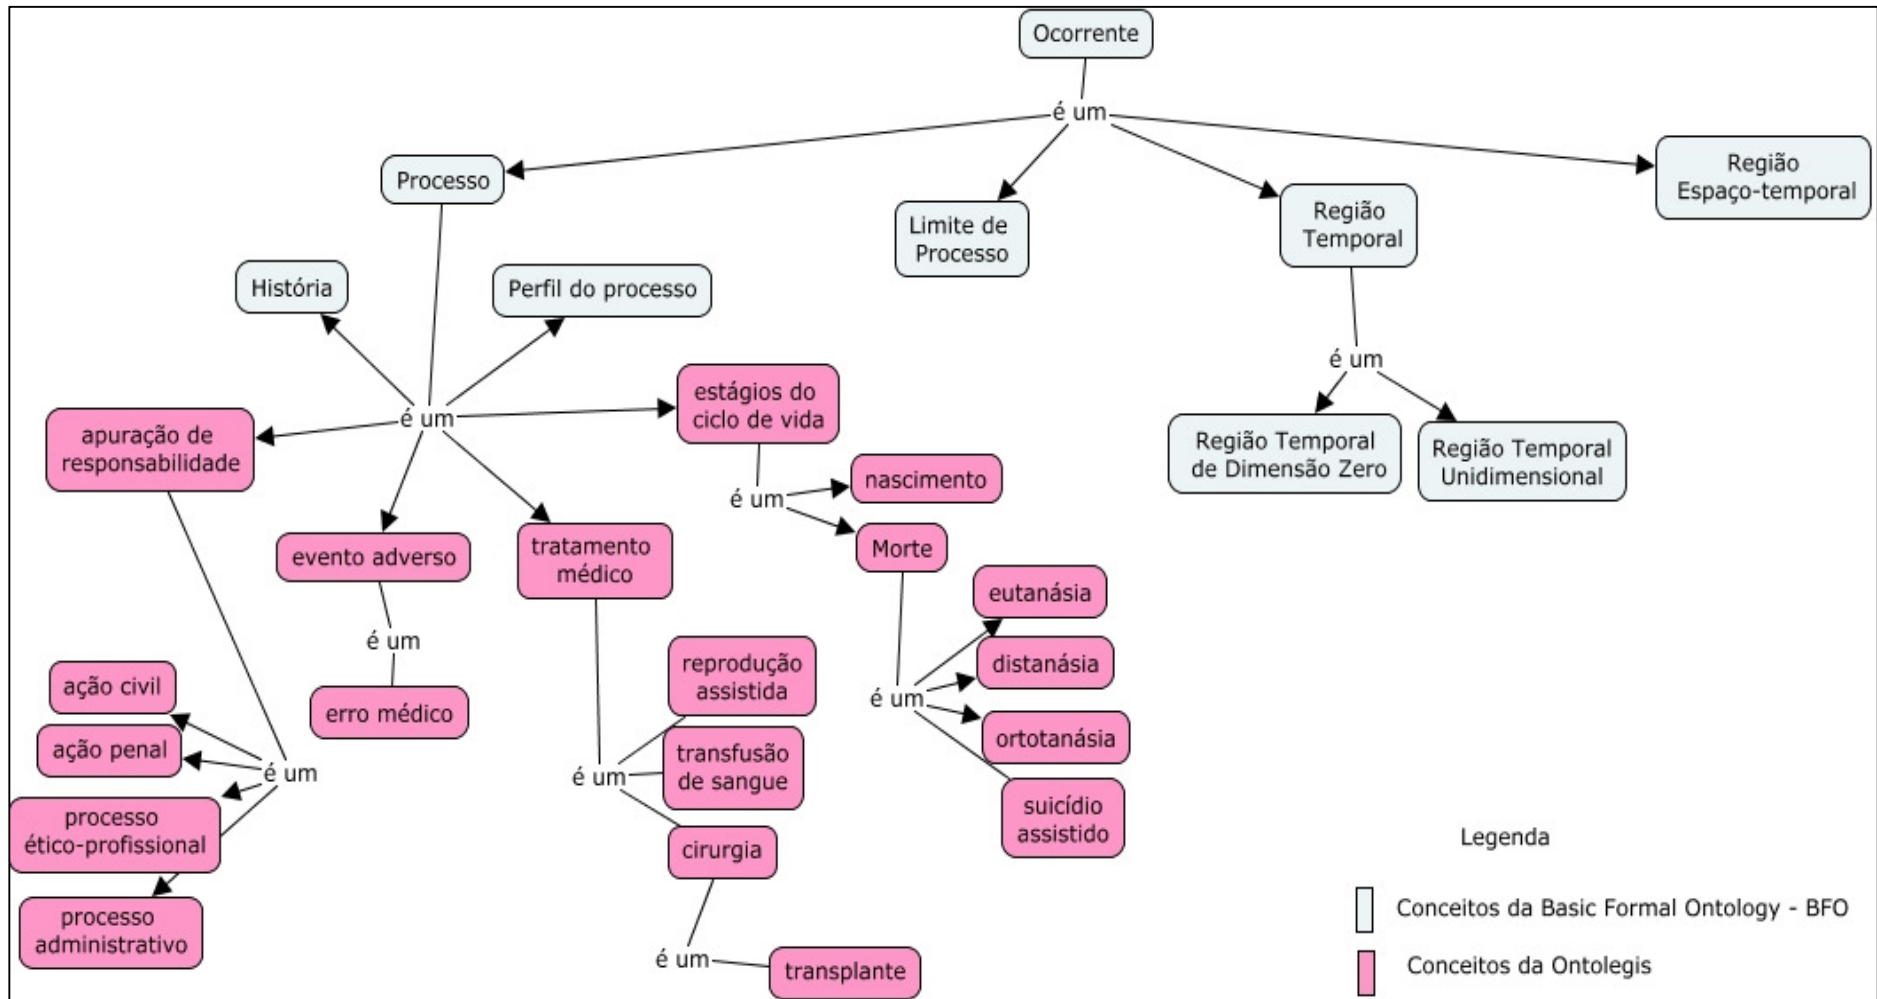 Ocorrente
é um
Processo
Limite de
Processo
Região
Temporal
Região
Espaço-temporal
História
Perfil do processo
é um
é um
Região Temporal
de Dimensão Zero
Região Temporal
Unidimensional
apuração de
responsabilidade
evento adverso
tratamento
médico
estágios do
ciclo de vida
é um
nascimento
Morte
é um
erro médico
é um
eutanásia
distanásia
ortotanásia
suicídio
assistido
é um
reprodução
assistida
transfusão
de sangue
cirurgia
é um
transplante
é um
ação civil
ação penal
processo
ético-profissional
processo
administrativo
Legenda
Conceitos da Basic Formal Ontology - BFO
Conceitos da Ontolegis